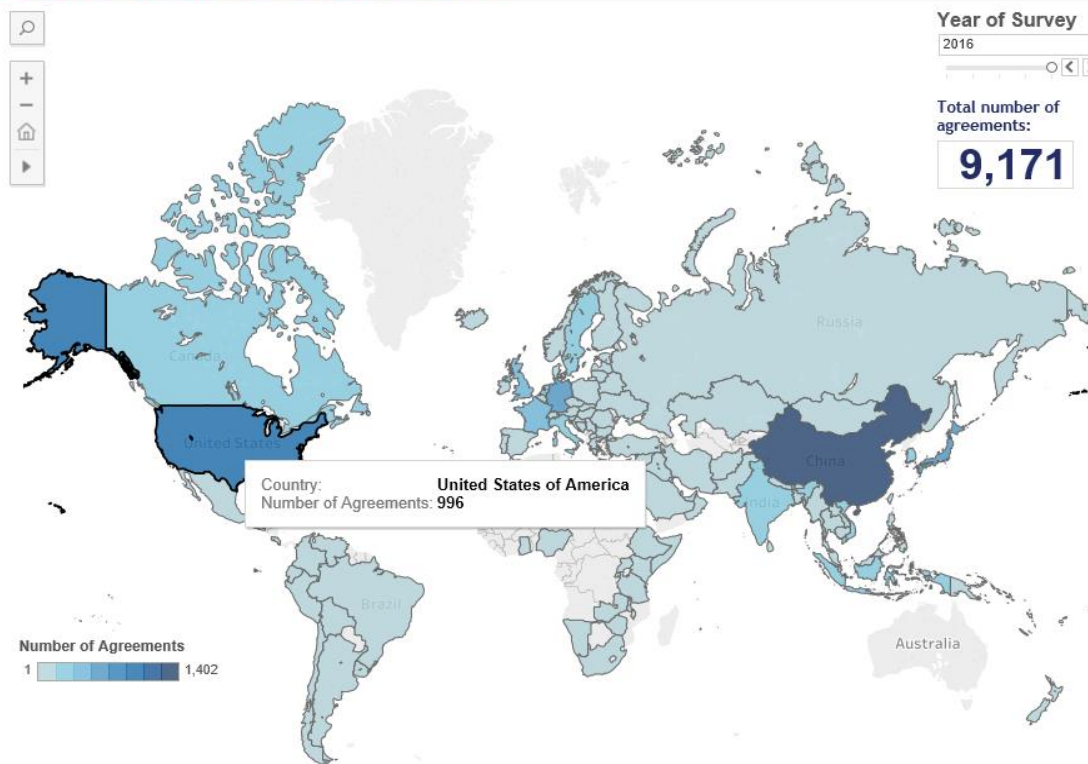 Year of Survey
2016
Total number of
agreements:
9,171
Russia
Canada
United States
China
Country: United States of America
Number of Agreements: 996
India
Brazil
Australia
Number of Agreements
1 1,402